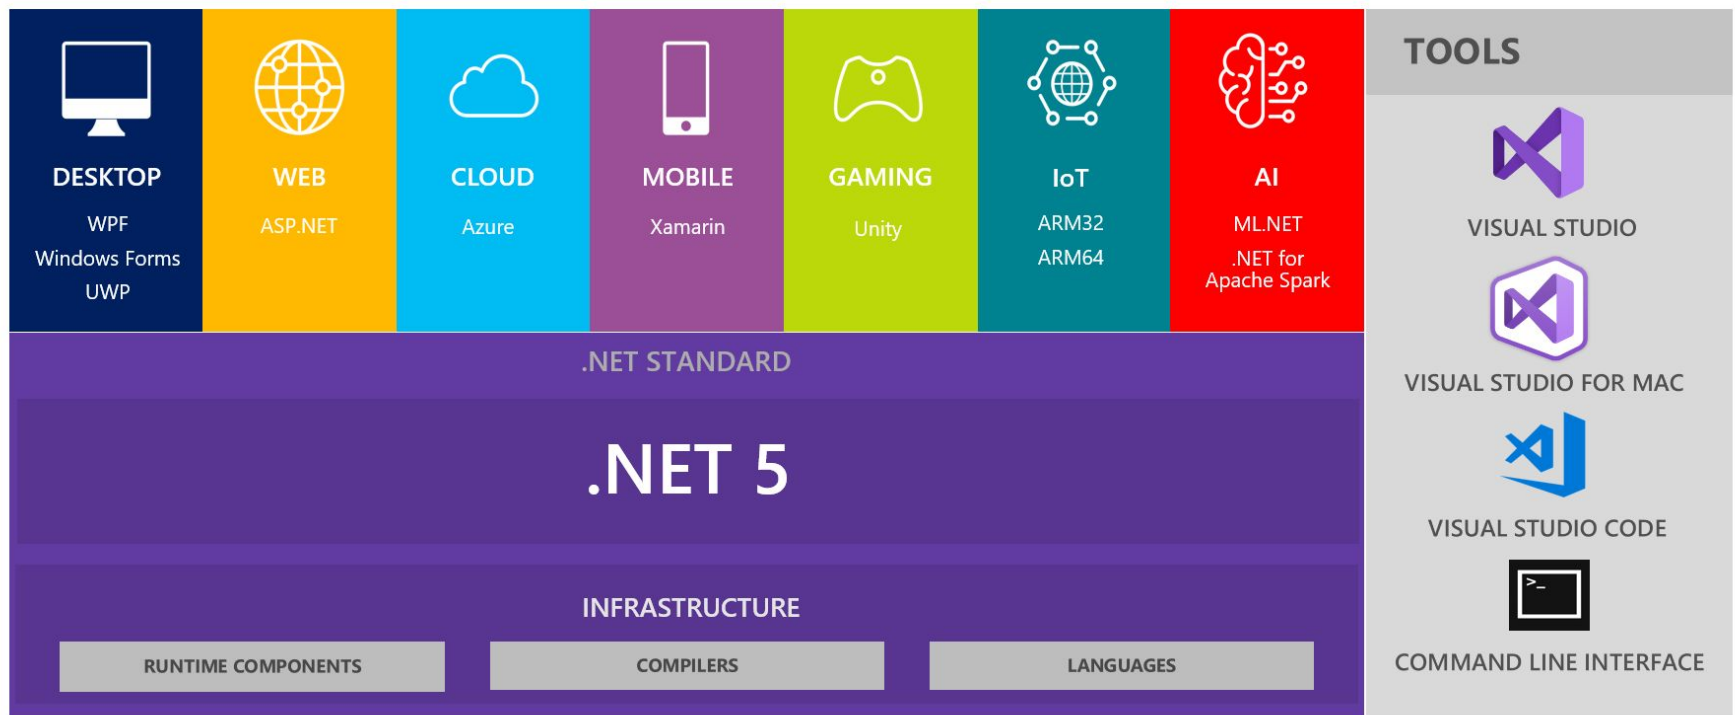 DESKTOP
WPF
Windows Forms
UWP
WEB
ASP.NET
CLOUD
Azure
MOBILE
Xamarin
GAMING
Unity
IoT
ARM32
ARM64
AI
ML.NET
.NET for
Apache Spark
.NET STANDARD
.NET 5
INFRASTRUCTURE
RUNTIME COMPONENTS
COMPILERS
LANGUAGES
TOOLS
VISUAL STUDIO
VISUAL STUDIO FOR MAC
VISUAL STUDIO CODE
>_
COMMAND LINE INTERFACE